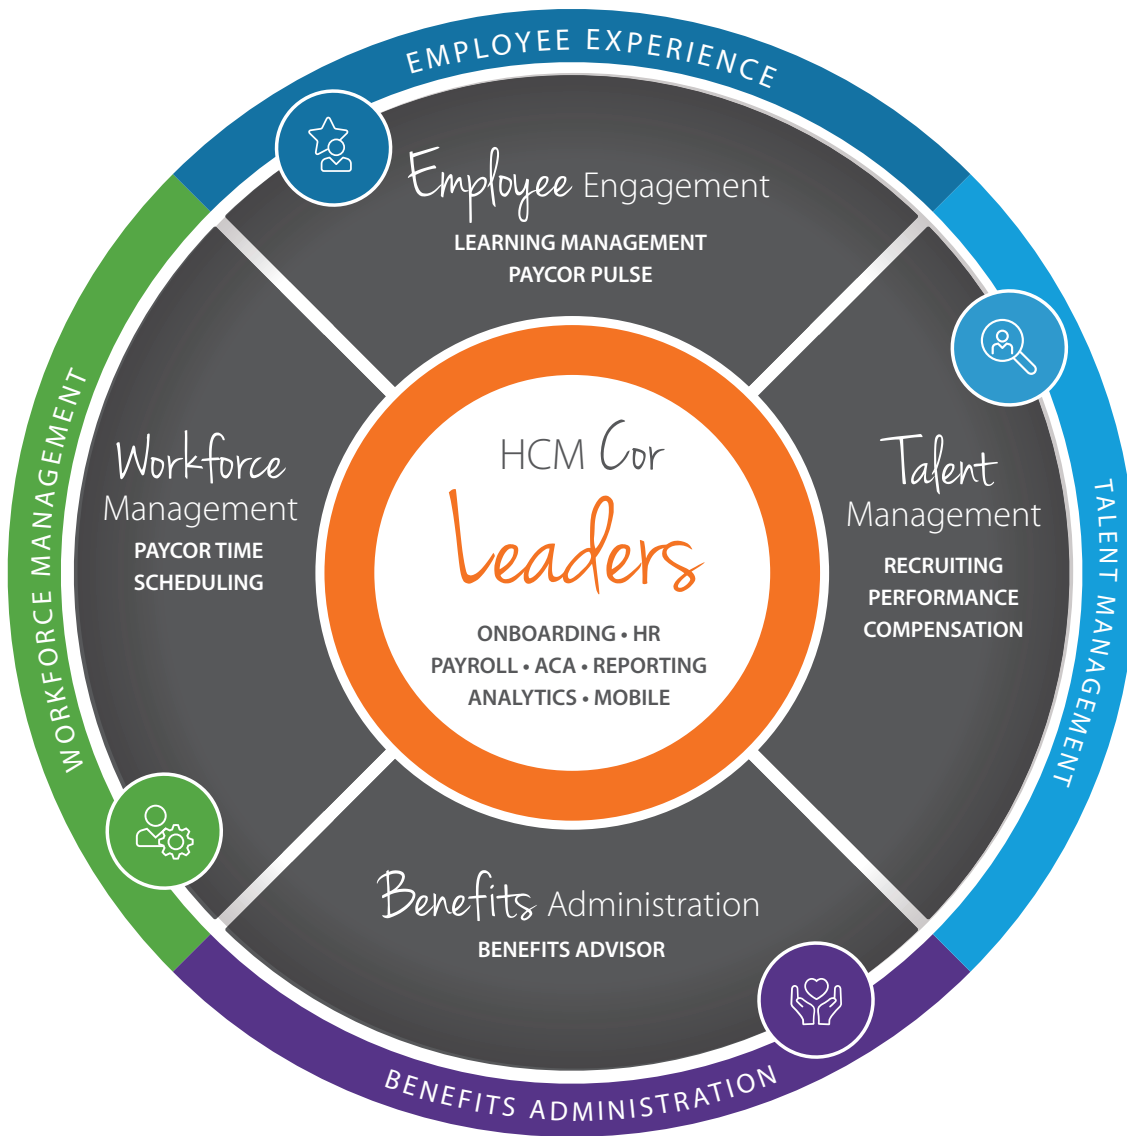 EMPLOYEE EXPERIENCE
Employee Engagement
LEARNING MANAGEMENT
PAYCOR PULSE
WORKFORCE MANAGEMENT
Workforce
Management
PAYCOR TIME
SCHEDULING
HCM Cor
Leaders
ONBOARDING • HR
PAYROLL • ACA • REPORTING
ANALYTICS • MOBILE
Talent
Management
RECRUITING
PERFORMANCE
COMPENSATION
TALENT MANAGEMENT
Benefits Administration
BENEFITS ADVISOR
BENEFITS ADMINISTRATION